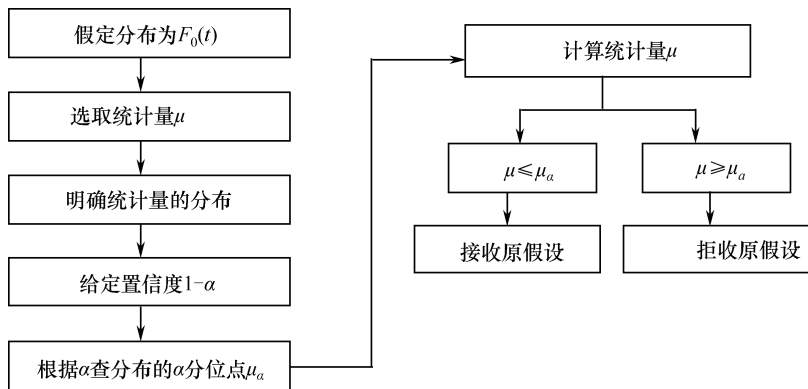 假定分布为F₀(t)
选取统计量μ
明确统计量的分布
给定置信度1-α
根据α查分布的α分位点μα
计算统计量μ
μ≤μα
μ≥μa
接收原假设
拒收原假设